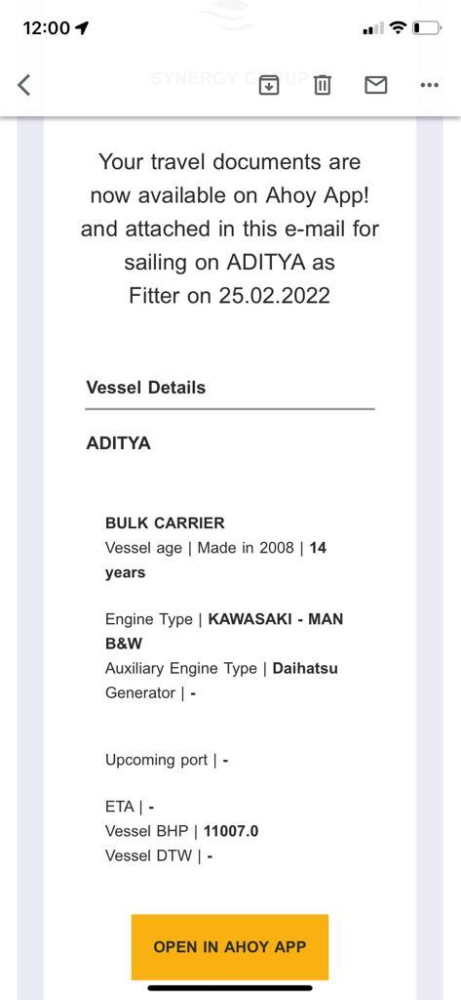 12:00
SYNERGY GROUP
Your travel documents are
now available on Ahoy App!
and attached in this e-mail for
sailing on ADITYA as
Fitter on 25.02.2022
Vessel Details
ADITYA
BULK CARRIER
Vessel age | Made in 2008 | 14
years
Engine Type | KAWASAKI - MAN
B&W
Auxiliary Engine Type | Daihatsu
Generator | -
Upcoming port | -
ETA | -
Vessel BHP | 11007.0
Vessel DTW | -
OPEN IN AHOY APP